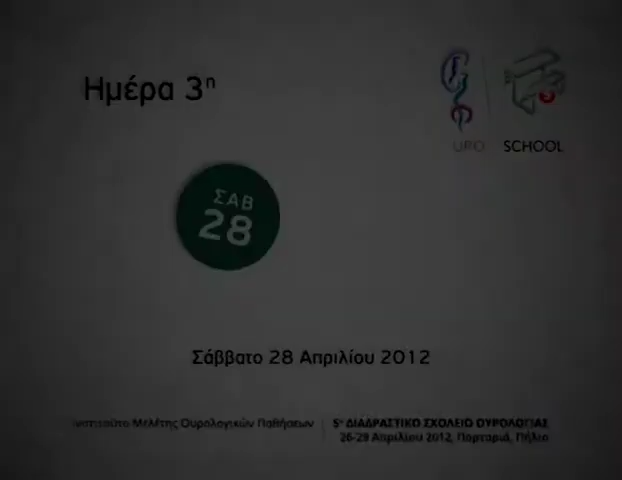 Ημέρα 3η
URO SCHOOL
ΣΑΒ
28
Σάββατο 28 Απριλίου 2012
Ινστιτούτο Μελέτης Ουρολογικών Παθήσεων
5ο ΔΙΑΔΡΑΣΤΙΚΟ ΣΧΟΛΕΙΟ ΟΥΡΟΛΟΓΙΑΣ
26-28 Απριλίου 2012, Πορταριά, Πήλιο